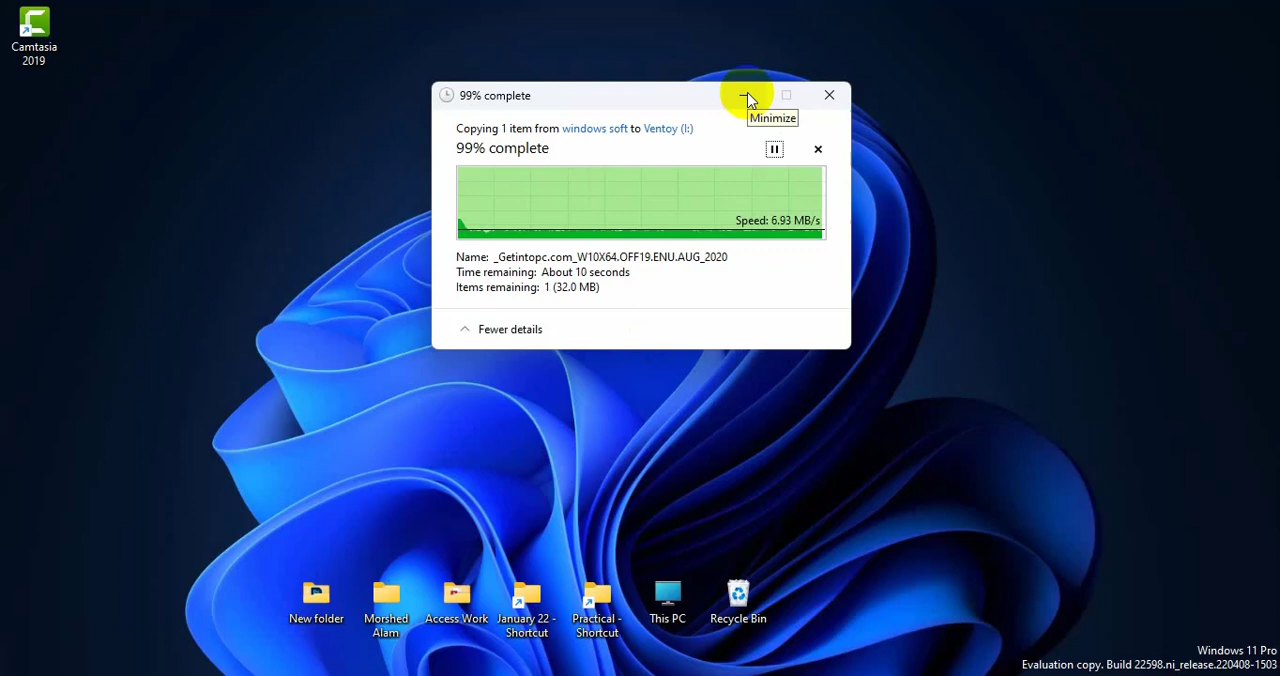 Camtasia
2019
99% complete
Minimize
Copying 1 item from windows soft to Ventoy (I:)
99% complete
Speed: 6.93 MB/s
Name: _Getintopc.com_W10X64.OFF19.ENU.AUG_2020
Time remaining: About 10 seconds
Items remaining: 1 (32.0 MB)
Fewer details
New folder
Morshed
Alam
Access Work
January 22 -
Shortcut
Practical -
Shortcut
This PC
Recycle Bin
Windows 11 Pro
Evaluation copy. Build 22598.ni_release.220408-1503